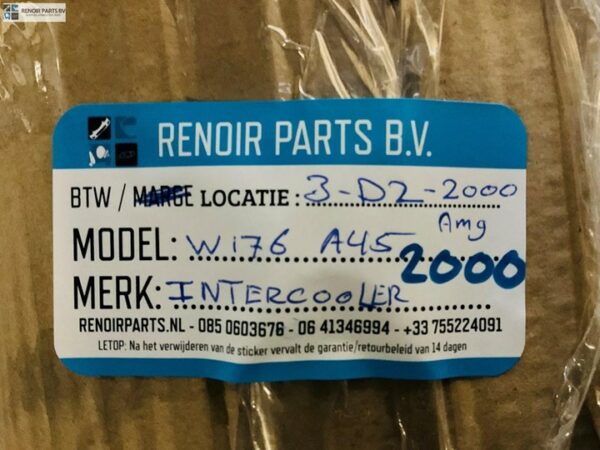 RENOIR PARTS BV
RENOIR PARTS B.V.
BTW / MARGE LOCATIE : 3-D2-2000
MODEL: W176 A45 Amg
2000
MERK: INTERCOOLER
RENOIRPARTS.NL - 085 0603676 - 06 41346994 - +33 755224091
LETOP: Na het verwijderen van de sticker vervalt de garantie/retourbeleid van 14 dagen